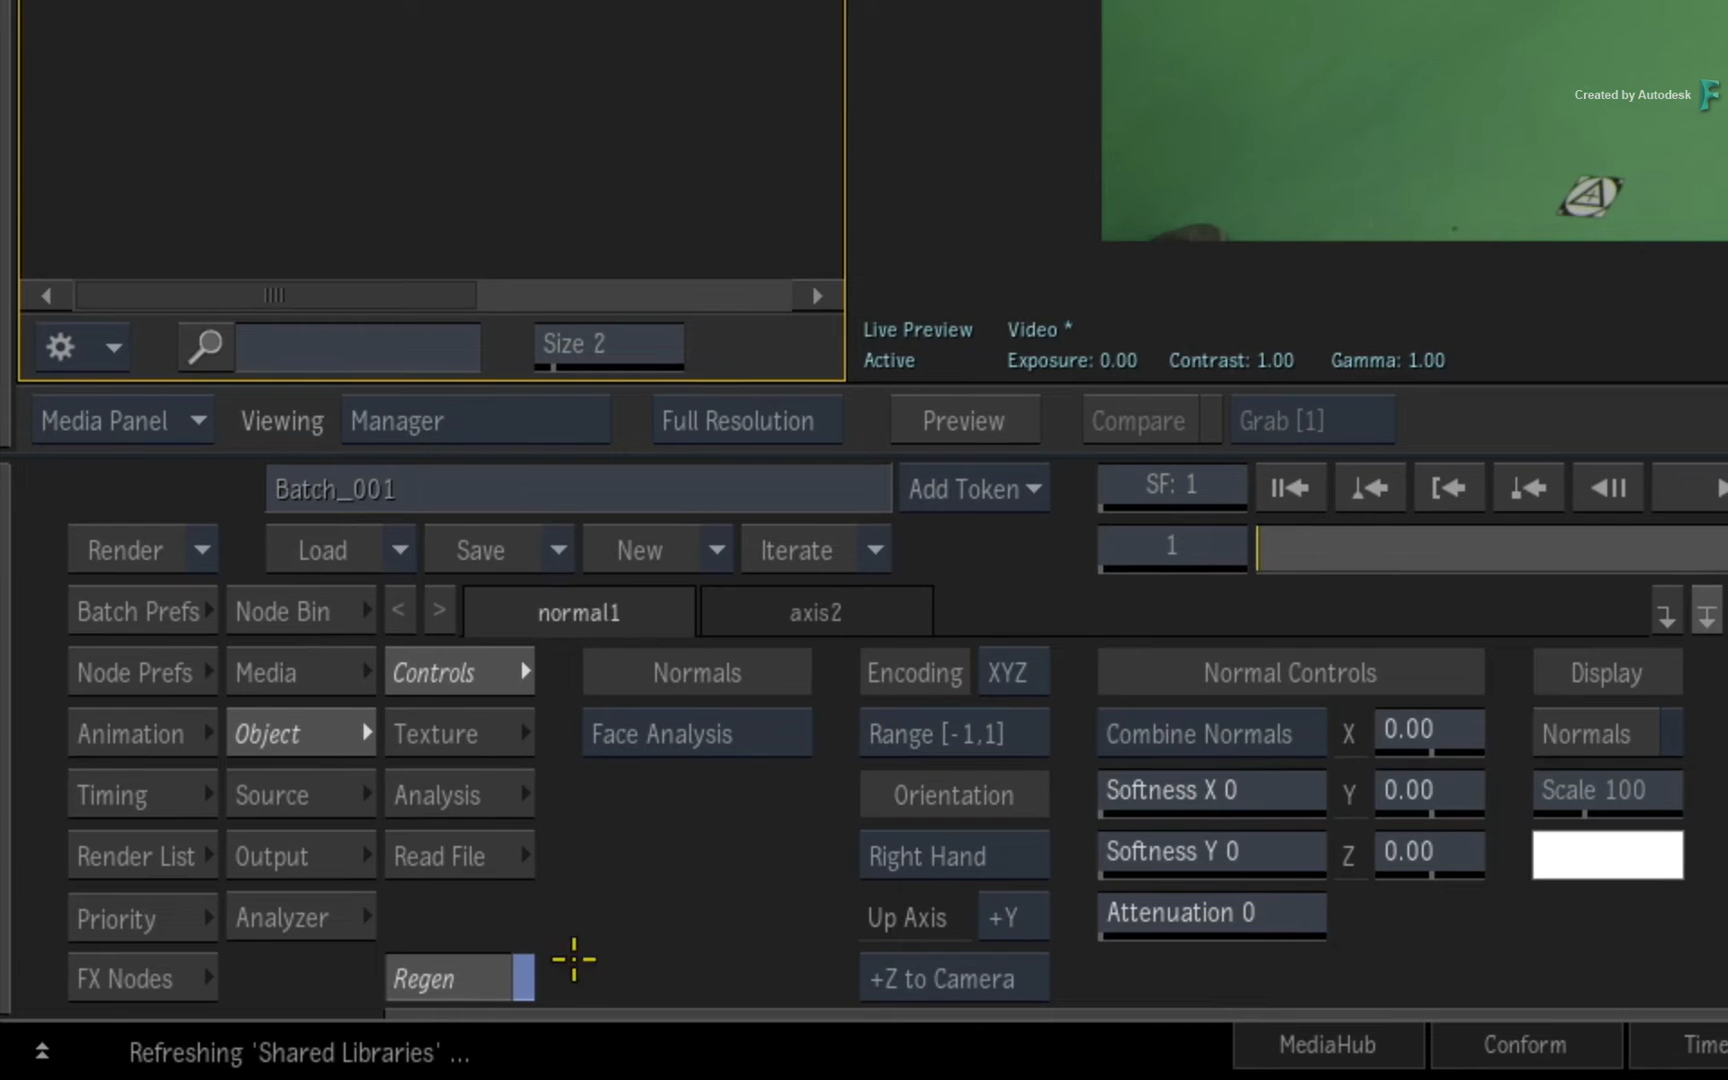 Created by Autodesk
A
Size 2
Live Preview
Video *
Active
Exposure: 0.00
Contrast: 1.00
Gamma: 1.00
Media Panel
Viewing
Manager
Full Resolution
Preview
Compare
Grab [1]
Batch_001
Add Token
SF: 1
Render
Load
Save
New
Iterate
1
Batch Prefs
Node Bin
<
>
normal1
axis2
Node Prefs
Media
Controls
Normals
Encoding
XYZ
Normal Controls
Display
Animation
Object
Texture
Face Analysis
Range [-1,1]
Combine Normals
X
0.00
Normals
Timing
Source
Analysis
Orientation
Softness X 0
Y
0.00
Scale 100
Render List
Output
Read File
Right Hand
Softness Y 0
Z
0.00
Priority
Analyzer
Up Axis
+Y
Attenuation 0
FX Nodes
Regen
+Z to Camera
Refreshing 'Shared Libraries' ...
MediaHub
Conform
Time